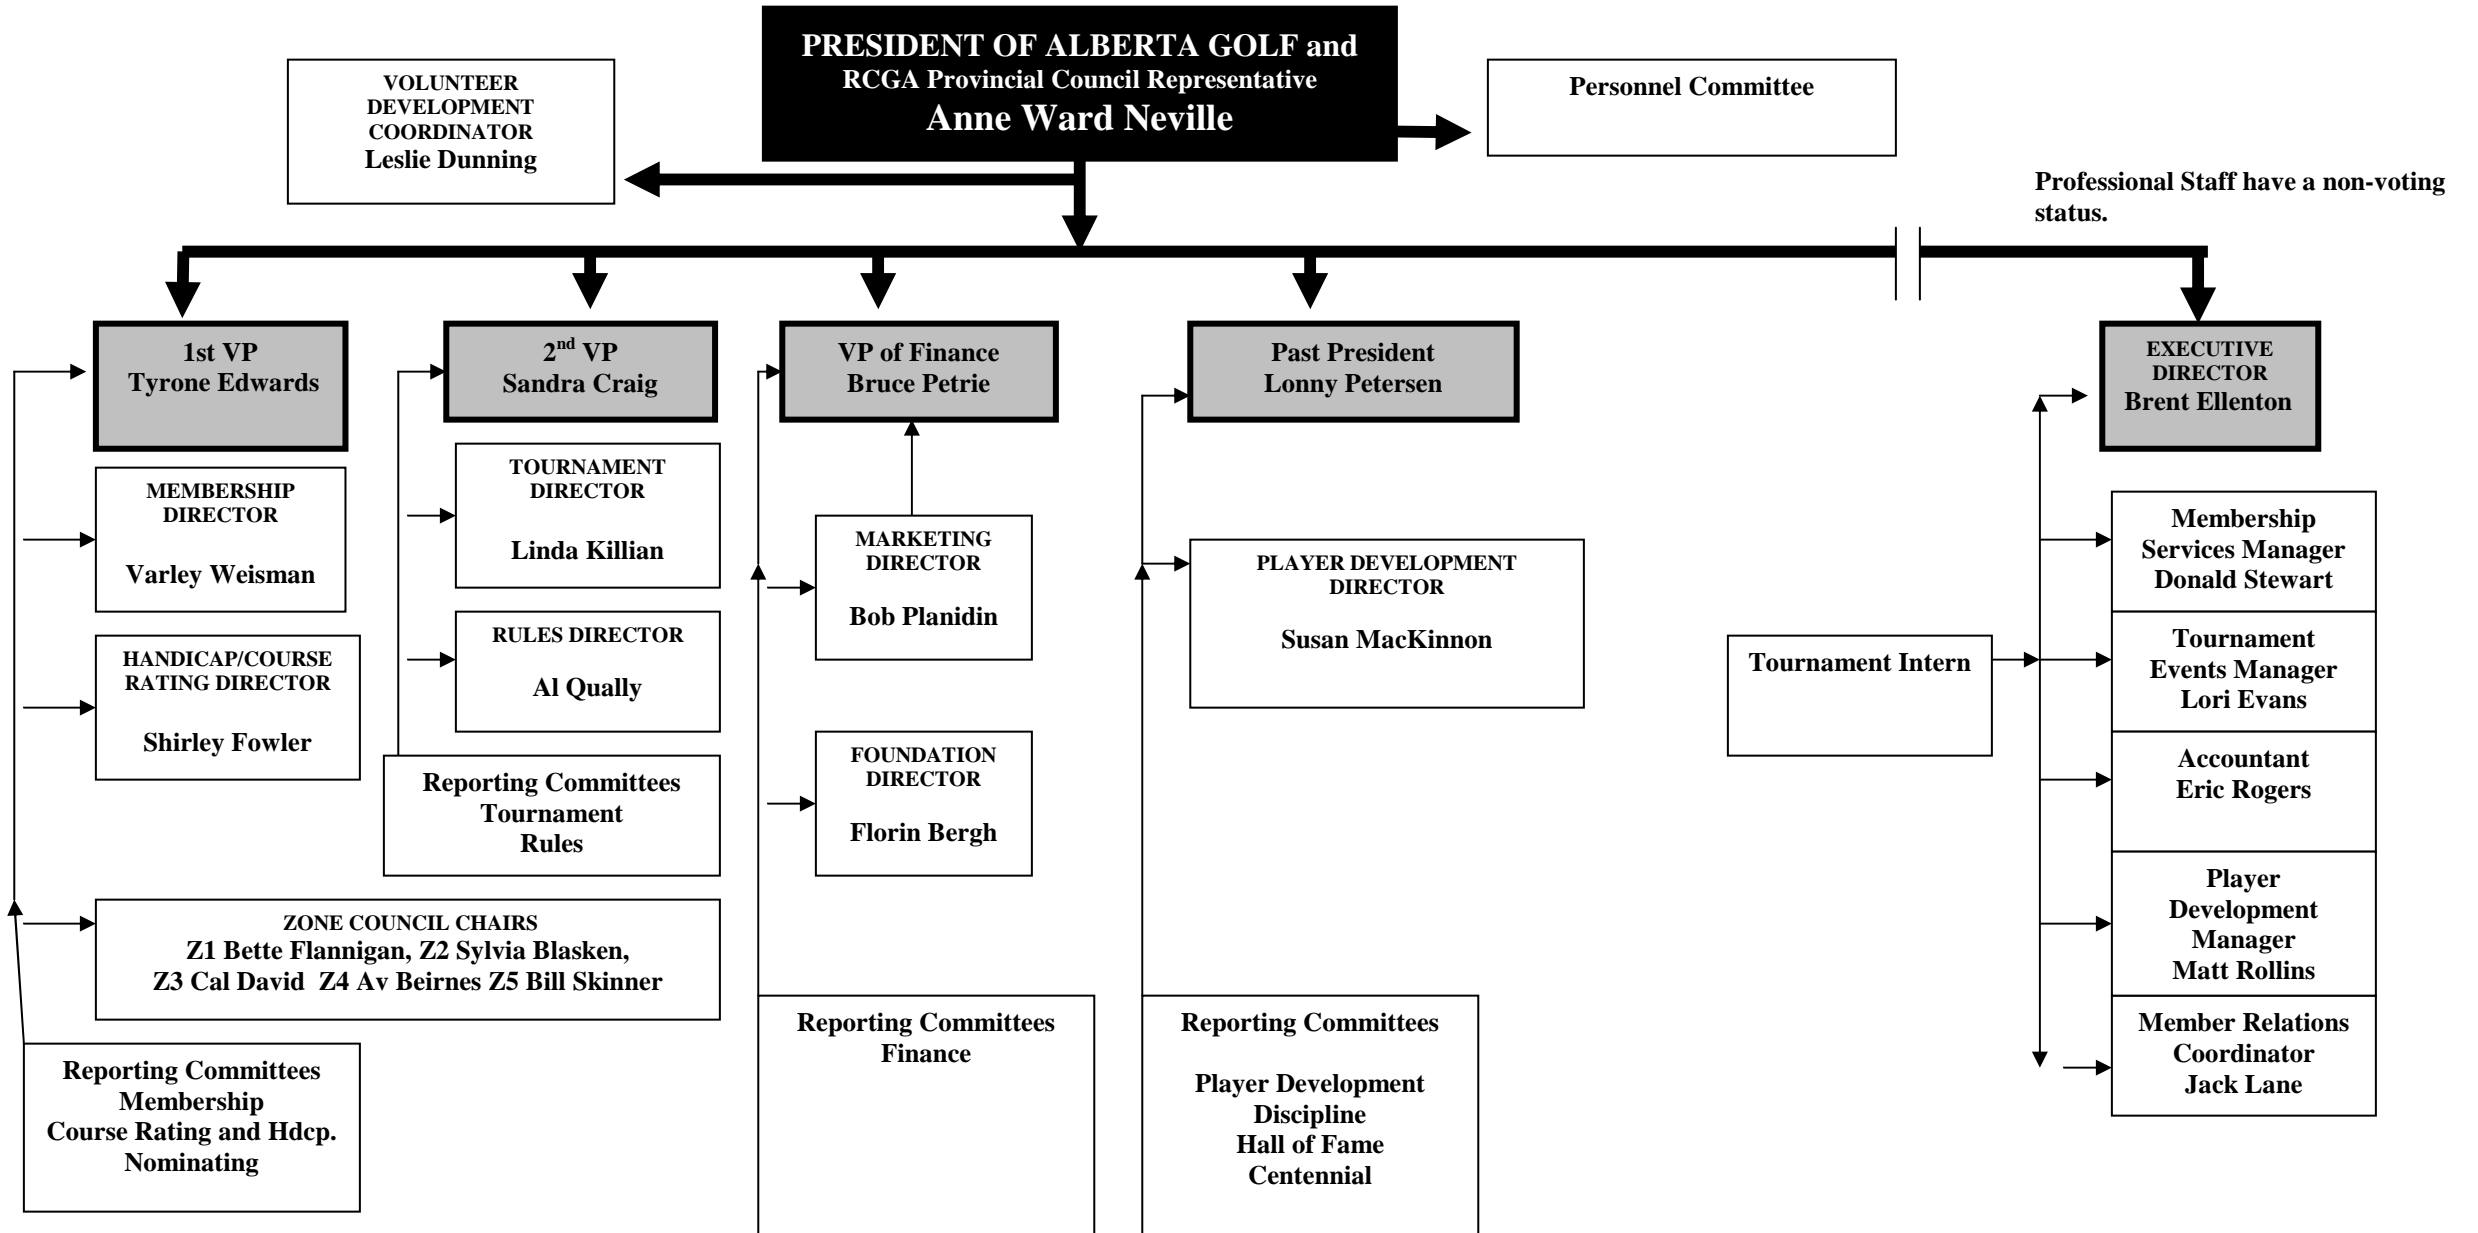 PRESIDENT OF ALBERTA GOLF and
RCGA Provincial Council Representative
Anne Ward Neville
VOLUNTEER
DEVELOPMENT
COORDINATOR
Leslie Dunning
Personnel Committee
Professional Staff have a non-voting
status.
1st VP
Tyrone Edwards
2nd VP
Sandra Craig
VP of Finance
Bruce Petrie
Past President
Lonny Petersen
EXECUTIVE
DIRECTOR
Brent Ellenton
MEMBERSHIP
DIRECTOR
Varley Weisman
HANDICAP/COURSE
RATING DIRECTOR
Shirley Fowler
TOURNAMENT
DIRECTOR
Linda Killian
RULES DIRECTOR
Al Qually
Reporting Committees
Tournament
Rules
ZONE COUNCIL CHAIRS
Z1 Bette Flannigan, Z2 Sylvia Blasken,
Z3 Cal David  Z4 Av Beirnes Z5 Bill Skinner
Reporting Committees
Membership
Course Rating and Hdcp.
Nominating
MARKETING
DIRECTOR
Bob Planidin
FOUNDATION
DIRECTOR
Florin Bergh
Reporting Committees
Finance
PLAYER DEVELOPMENT
DIRECTOR
Susan MacKinnon
Reporting Committees
Player Development
Discipline
Hall of Fame
Centennial
Tournament Intern
Membership
Services Manager
Donald Stewart
Tournament
Events Manager
Lori Evans
Accountant
Eric Rogers
Player
Development
Manager
Matt Rollins
Member Relations
Coordinator
Jack Lane